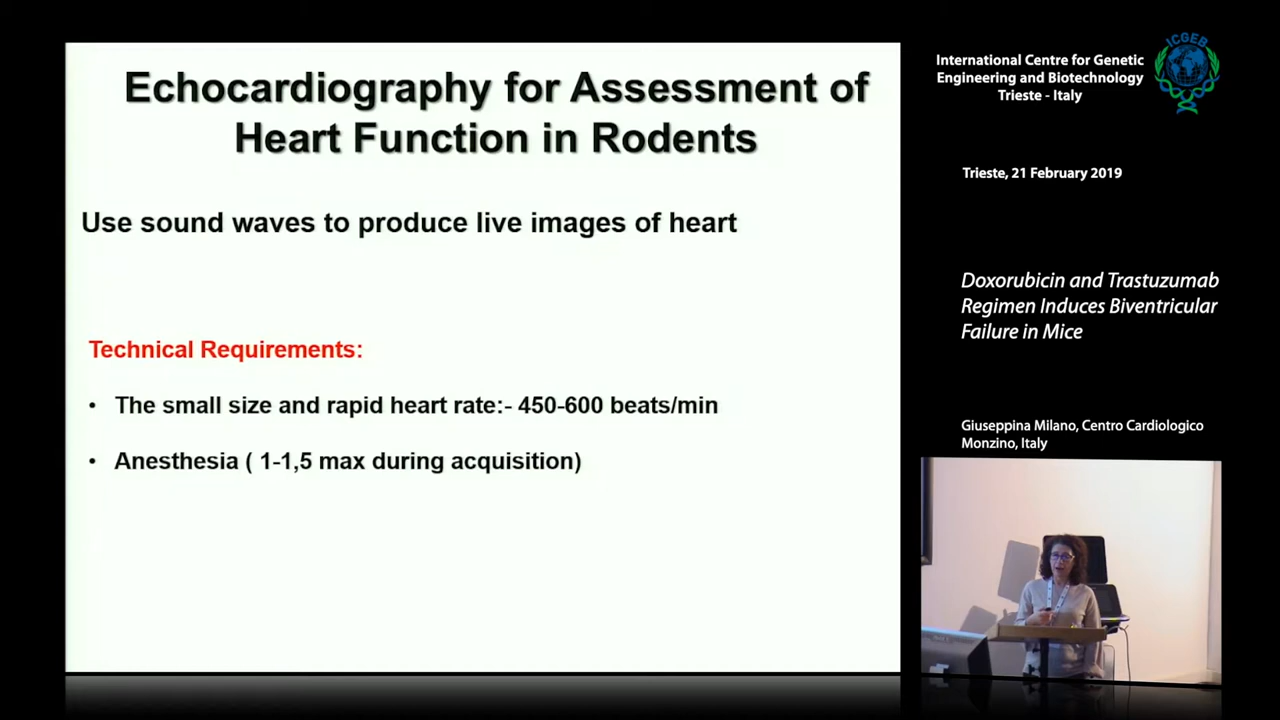 Echocardiography for Assessment of
Heart Function in Rodents
Use sound waves to produce live images of heart
Technical Requirements:
• The small size and rapid heart rate:- 450-600 beats/min
• Anesthesia ( 1-1,5 max during acquisition)
International Centre for Genetic
Engineering and Biotechnology
Trieste - Italy
ICGEB
Trieste, 21 February 2019
Doxorubicin and Trastuzumab
Regimen Induces Biventricular
Failure in Mice
Giuseppina Milano, Centro Cardiologico
Monzino, Italy